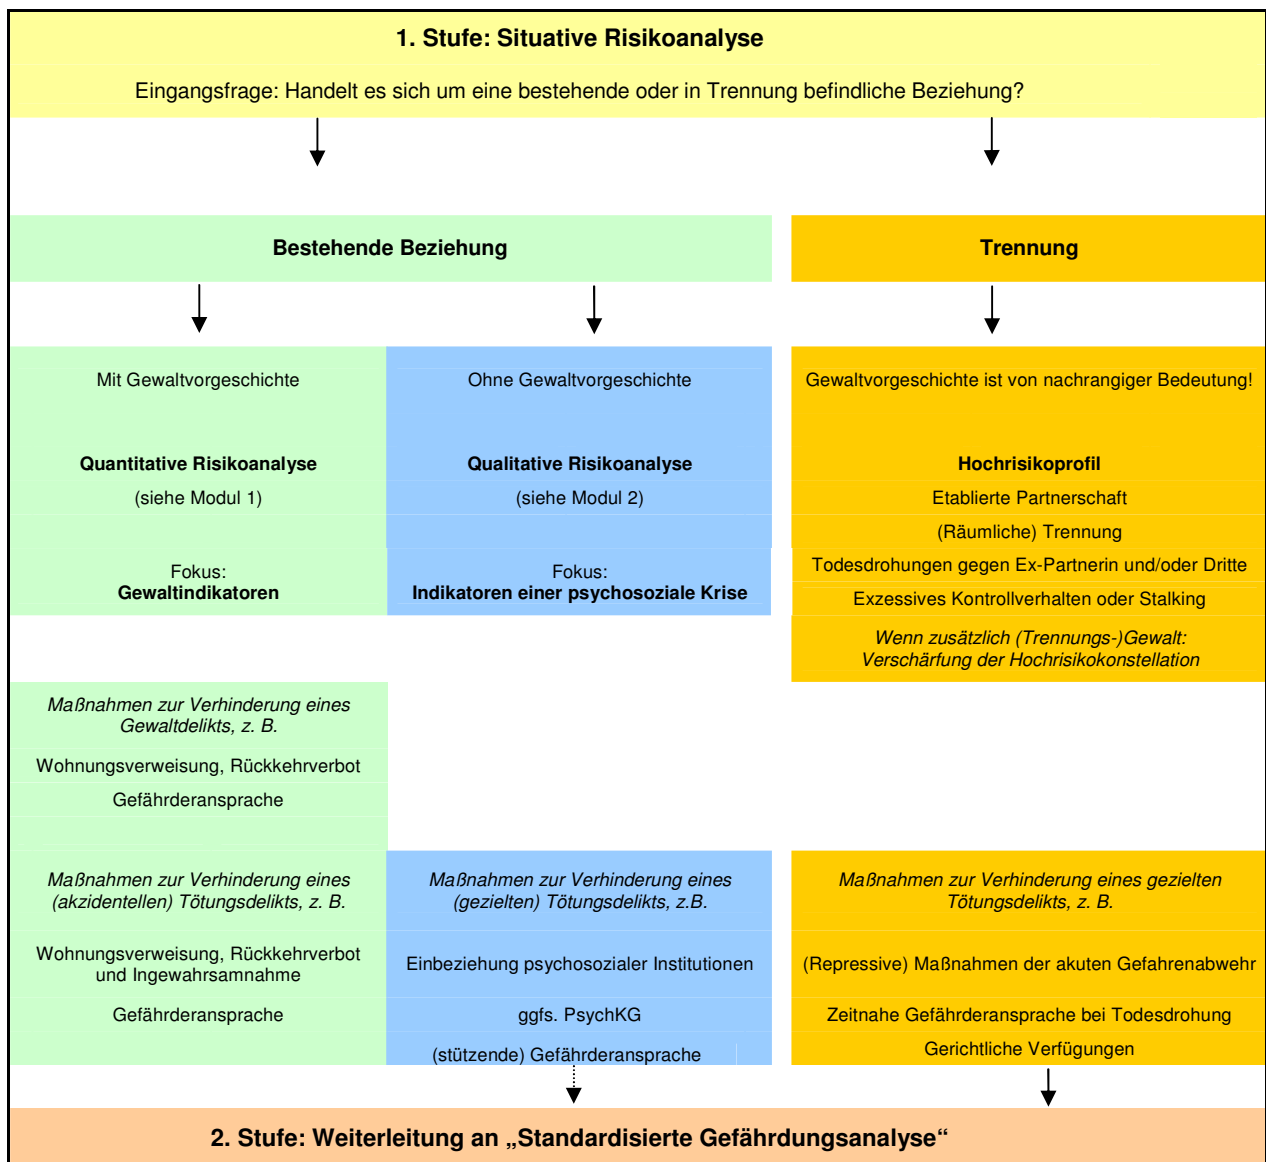 1. Stufe: Situative Risikoanalyse
Eingangsfrage: Handelt es sich um eine bestehende oder in Trennung befindliche Beziehung?
Bestehende Beziehung
Trennung
Mit Gewaltvorgeschichte
Ohne Gewaltvorgeschichte
Gewaltvorgeschichte ist von nachrangiger Bedeutung!
Quantitative Risikoanalyse
Qualitative Risikoanalyse
Hochrisikoprofil
(siehe Modul 1)
(siehe Modul 2)
Etablierte Partnerschaft
(Räumliche) Trennung
Fokus:
Gewaltindikatoren
Fokus:
Indikatoren einer psychosoziale Krise
Todesdrohungen gegen Ex-Partnerin und/oder Dritte
Exzessives Kontrollverhalten oder Stalking
Wenn zusätzlich (Trennungs-)Gewalt:
Verschärfung der Hochrisikokonstellation
Maßnahmen zur Verhinderung eines
Gewaltdelikts, z. B.
Wohnungsverweisung, Rückkehrverbot
Gefährderansprache
Maßnahmen zur Verhinderung eines
(akzidentellen) Tötungsdelikts, z. B.
Maßnahmen zur Verhinderung eines
(gezielten) Tötungsdelikts, z.B.
Maßnahmen zur Verhinderung eines gezielten
Tötungsdelikts, z. B.
Wohnungsverweisung, Rückkehrverbot
und Ingewahrsamnahme
Einbeziehung psychosozialer Institutionen
(Repressive) Maßnahmen der akuten Gefahrenabwehr
Gefährderansprache
ggfs. PsychKG
Zeitnahe Gefährderansprache bei Todesdrohung
(stützende) Gefährderansprache
Gerichtliche Verfügungen
2. Stufe: Weiterleitung an „Standardisierte Gefährdungsanalyse“